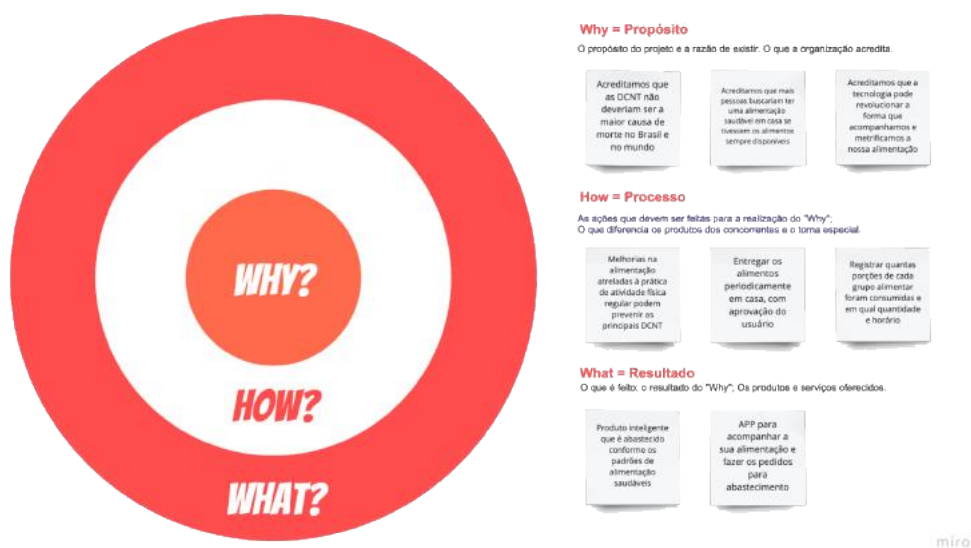 WHY?
HOW?
WHAT?
Why = Propósito
O propósito do projeto é a razão de existir. O que a organização acredita.
Acreditamos que
as DCNT não
deveriam ser a
maior causa de
morte no Brasil e
no mundo
Acreditamos que mais
pessoas buscariam ter
uma alimentação
saudável em casa se
tivessem os alimentos
sempre disponíveis
Acreditamos que a
tecnologia pode
revolucionar a
forma que
acompanhamos e
metrificamos a
nossa alimentação
How = Processo
As ações que devem ser feitas para a realização do "Why";
O que diferencia os produtos dos concorrentes e o torna especial.
Melhorias na
alimentação
atreladas à prática
de atividade física
regular podem
prevenir as
principais DCNT
Entregar os
alimentos
periodicamente
em casa, com
aprovação do
usuário
Registrar quantas
porções de cada
grupo alimentar
foram consumidas e
em qual quantidade
e horário
What = Resultado
O que é feito: o resultado do "Why"; Os produtos e serviços oferecidos.
Produto inteligente
que é abastecido
conforme os
padrões de
alimentação
saudáveis
APP para
acompanhar a
sua alimentação e
fazer os pedidos
para
abastecimento
miro